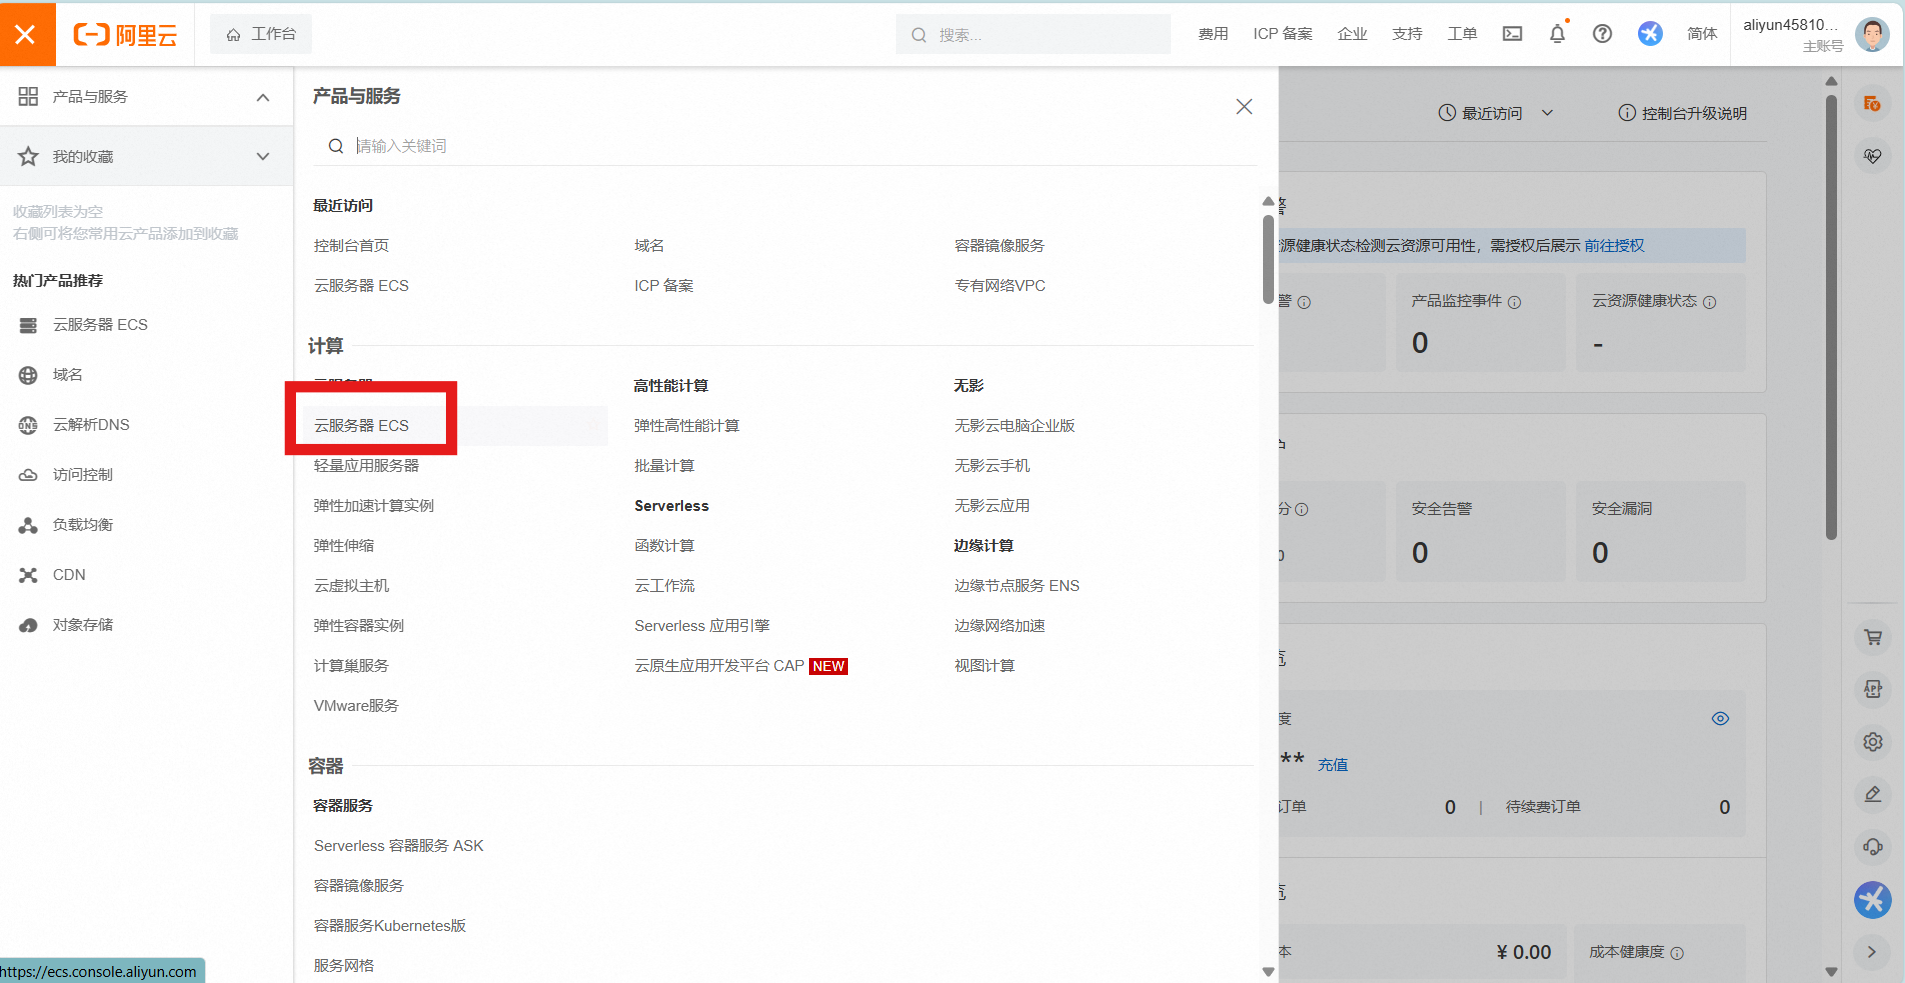 阿里云
工作台
搜索...
费用
ICP 备案
企业
支持
工单
简体
aliyun45810...
主账号
产品与服务
我的收藏
收藏列表为空
右侧可将您常用云产品添加到收藏
热门产品推荐
云服务器 ECS
域名
云解析DNS
访问控制
负载均衡
CDN
对象存储
产品与服务
请输入关键词
最近访问
控制台首页
域名
容器镜像服务
云服务器 ECS
ICP 备案
专有网络VPC
计算
云服务器
高性能计算
无影
云服务器 ECS
弹性高性能计算
无影云电脑企业版
轻量应用服务器
批量计算
无影云手机
弹性加速计算实例
Serverless
无影云应用
弹性伸缩
函数计算
边缘计算
云虚拟主机
云工作流
边缘节点服务 ENS
弹性容器实例
Serverless 应用引擎
边缘网络加速
计算巢服务
云原生应用开发平台 CAP NEW
视图计算
VMware服务
容器
容器服务
Serverless 容器服务 ASK
容器镜像服务
容器服务Kubernetes版
服务网格
最近访问
控制台升级说明
源健康状态检测云资源可用性，需授权后展示 前往授权
警
产品监控事件
云资源健康状态
0
-
分
安全告警
安全漏洞
0
0
度
** 充值
订单
0
|
待续费订单
0
本
¥ 0.00
成本健康度
APP
https://ecs.console.aliyun.com